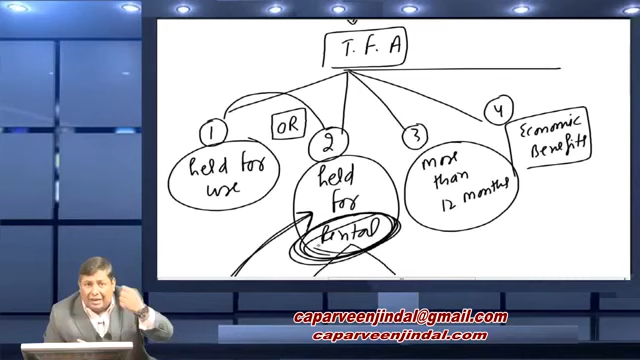 T. F. A
1
OR
2
3
4
held for
use
held
for
Rental
more
than
12 months
Economic
Benefits
caparveenjindal@gmail.com
caparveenjindal.com